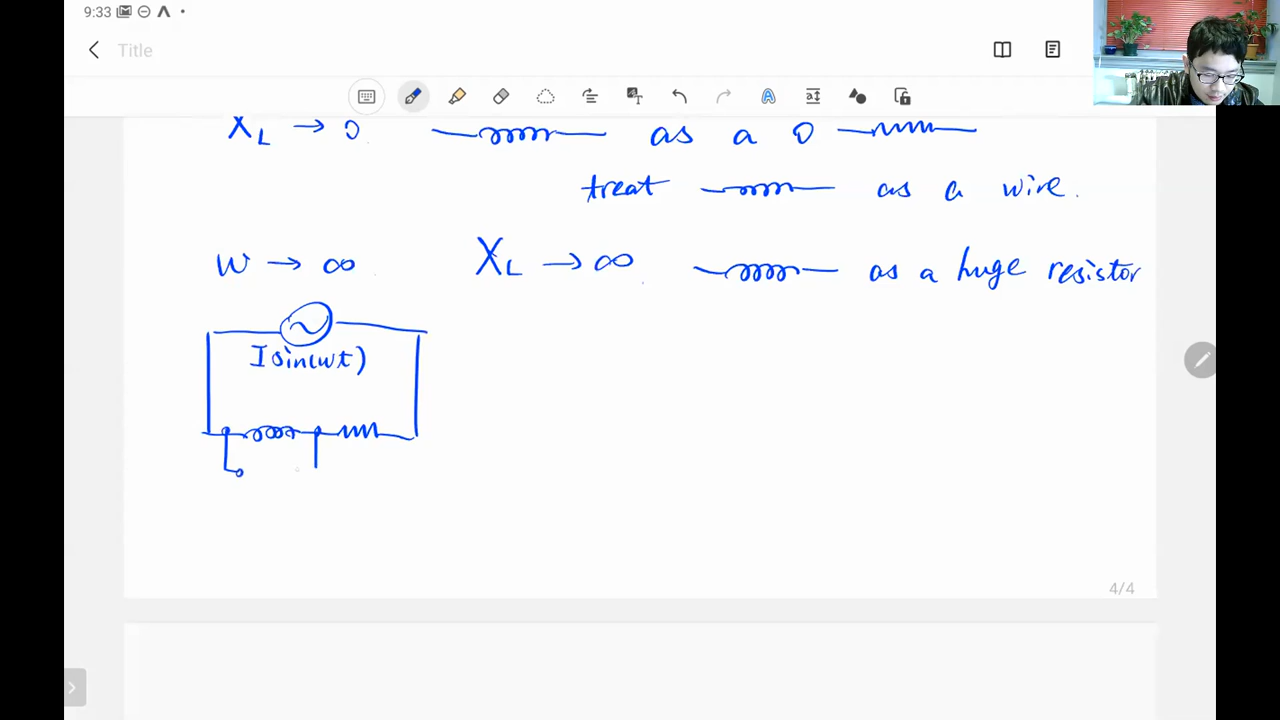 9:33
Title
X_L → 0 as a 0
treat as a wire.
W → ∞ X_L → ∞ as a huge resistor
I sin(wt)
4/4